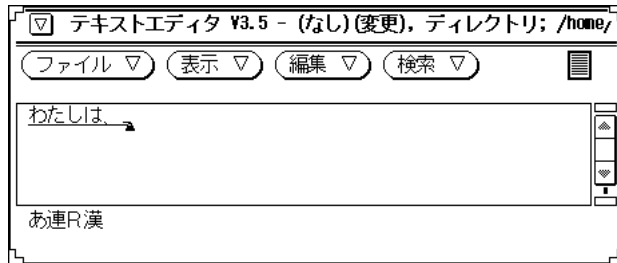 テキストエディタ V3.5 - (なし)(変更), ディレクトリ; /home/
ファイル ▽ 表示 ▽ 編集 ▽ 検索 ▽
わたしは、
あ連R漢